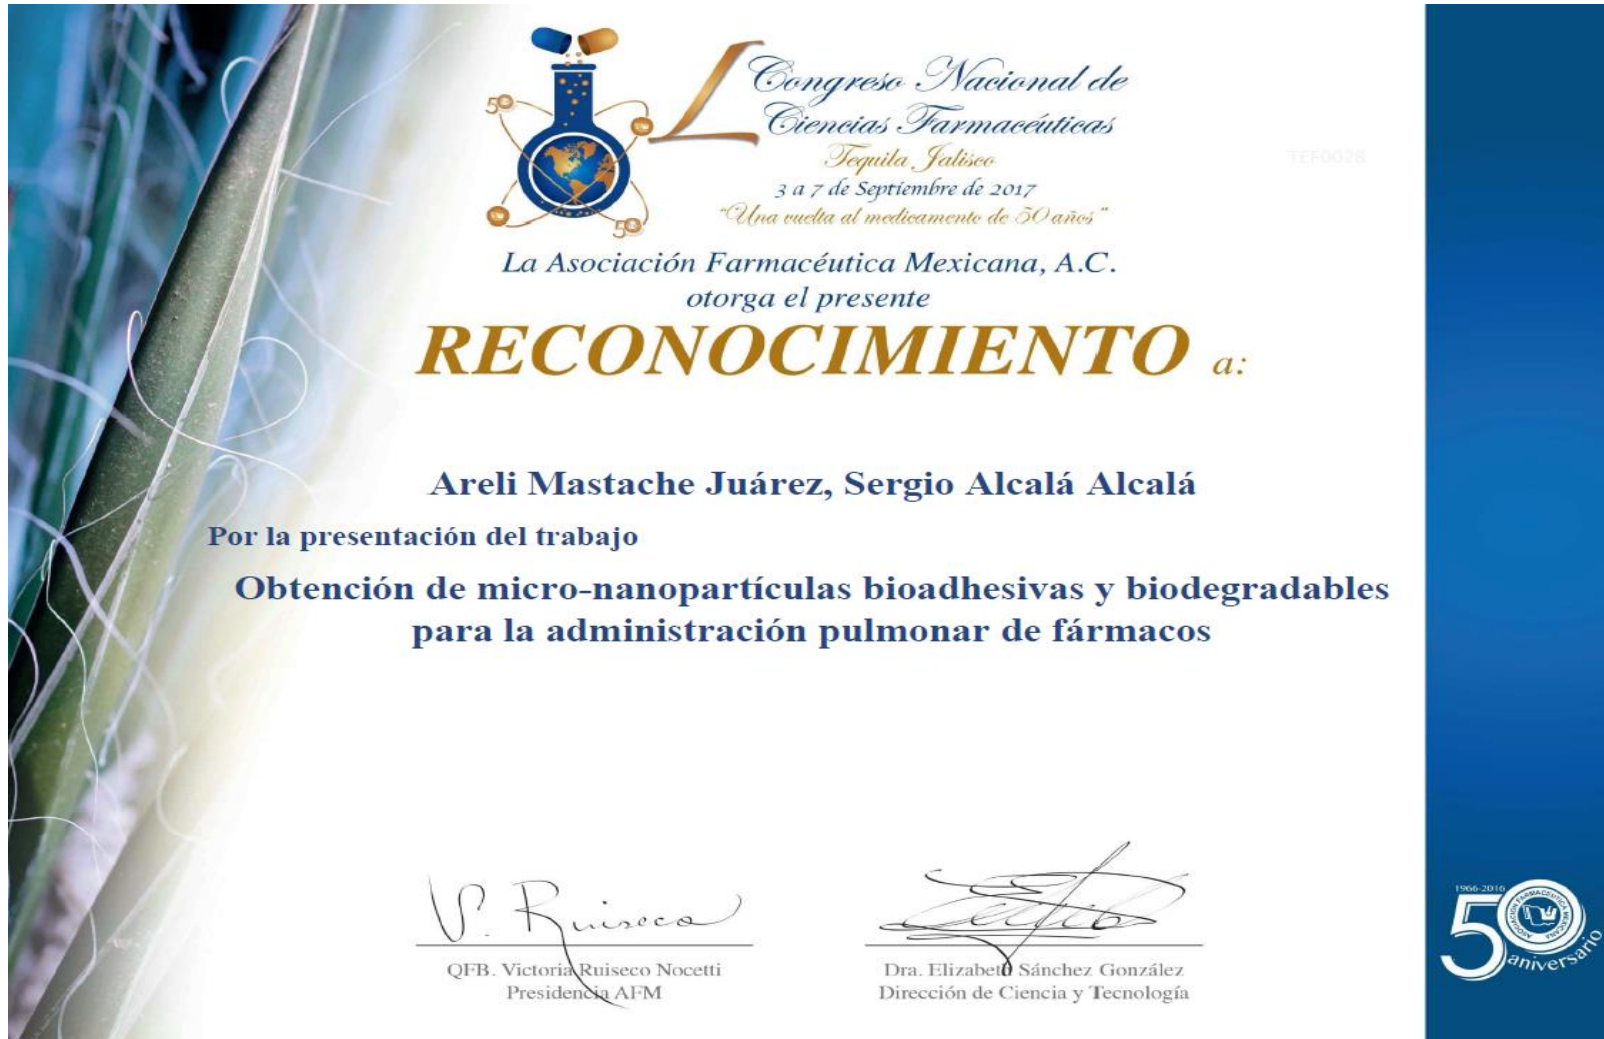 L Congreso Nacional de
Ciencias Farmacéuticas
Tequila, Jalisco
3 a 7 de Septiembre de 2017
"Una vuelta al medicamento de 50 años"
TEF0028
La Asociación Farmacéutica Mexicana, A.C.
otorga el presente
RECONOCIMIENTO a:
Areli Mastache Juárez, Sergio Alcalá Alcalá
Por la presentación del trabajo
Obtención de micro-nanopartículas bioadhesivas y biodegradables
para la administración pulmonar de fármacos
V. Ruiseco
QFB. Victoria Ruiseco Nocetti
Presidencia AFM
Dra. Elizabeth Sánchez González
Dirección de Ciencia y Tecnología
1966-2016
50
ASOCIACIÓN FARMACÉUTICA MEXICANA
aniversario